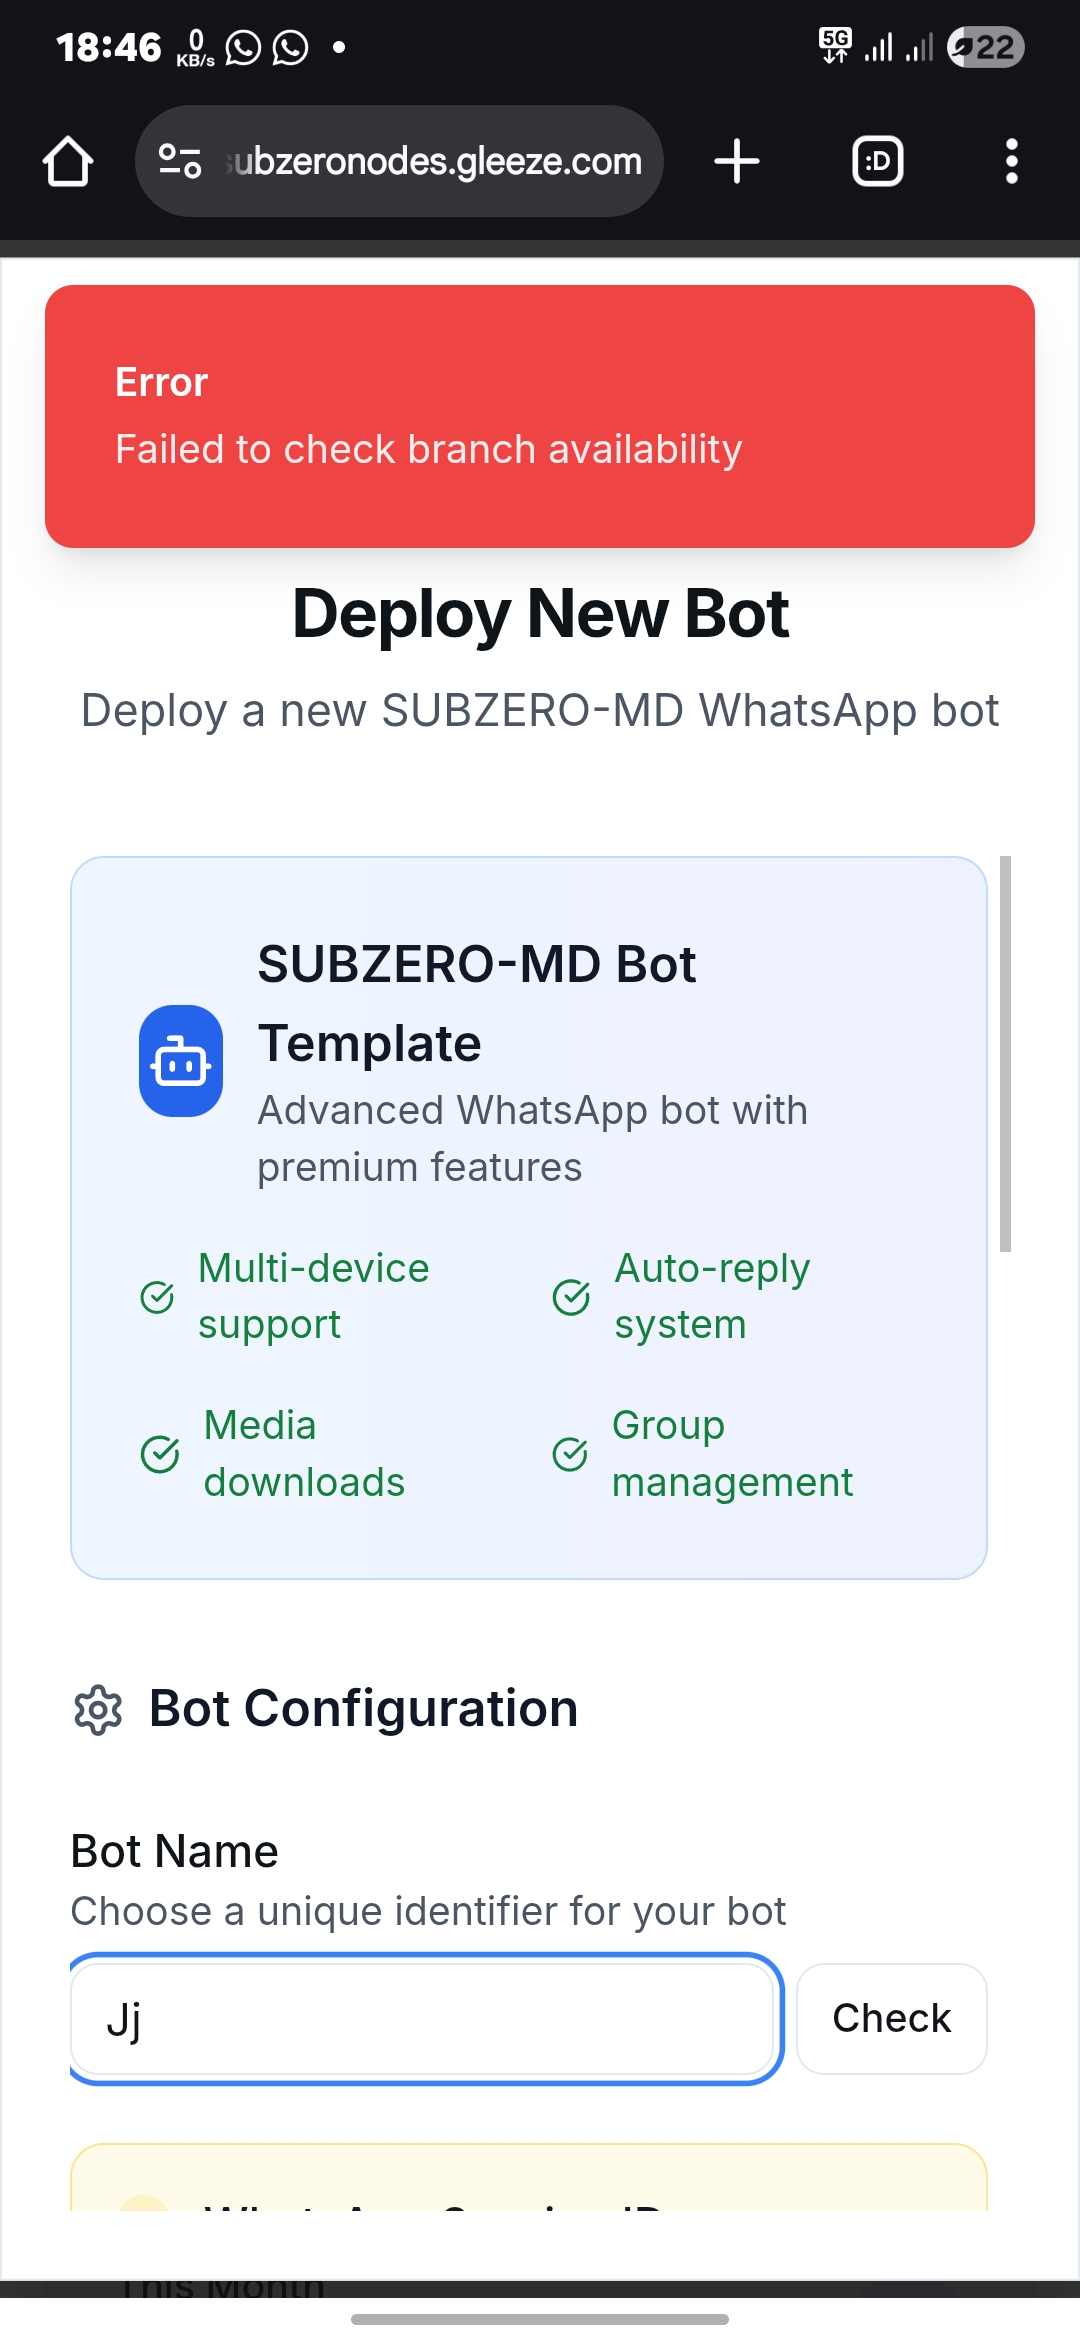 18:46 0 KB/s 5G 22
subzeronodes.gleeze.com :D
Error
Failed to check branch availability
Deploy New Bot
Deploy a new SUBZERO-MD WhatsApp bot
SUBZERO-MD Bot
Template
Advanced WhatsApp bot with
premium features
Multi-device
support
Auto-reply
system
Media
downloads
Group
management
Bot Configuration
Bot Name
Choose a unique identifier for your bot
Jj
Check
This Month